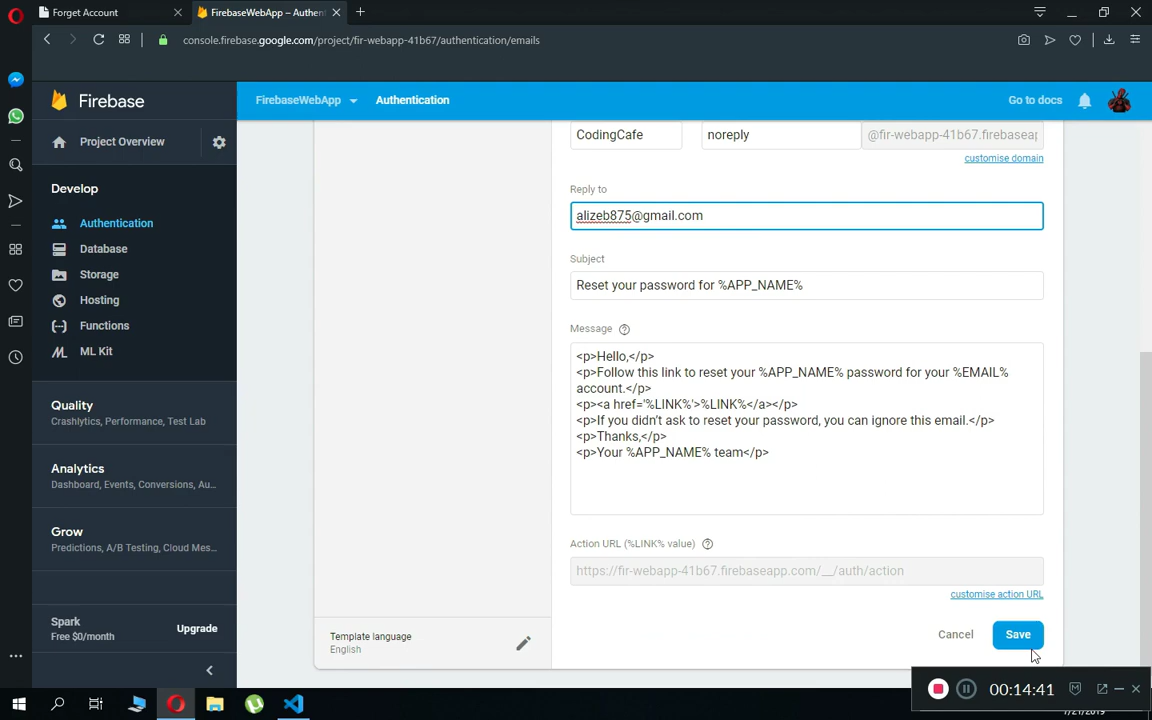 Forget Account
FirebaseWebApp – Authent
console.firebase.google.com/project/fir-webapp-41b67/authentication/emails
Firebase
FirebaseWebApp
Authentication
Go to docs
Project Overview
Develop
Authentication
Database
Storage
Hosting
Functions
ML Kit
Quality
Crashlytics, Performance, Test Lab
Analytics
Dashboard, Events, Conversions, Au...
Grow
Predictions, A/B Testing, Cloud Mes...
Spark
Free $0/month
Upgrade
CodingCafe
noreply
@fir-webapp-41b67.firebaseap
customise domain
Reply to
alizeb875@gmail.com
Subject
Reset your password for %APP_NAME%
Message
<p>Hello,</p>
<p>Follow this link to reset your %APP_NAME% password for your %EMAIL%
account.</p>
<p><a href='%LINK%'>%LINK%</a></p>
<p>If you didn't ask to reset your password, you can ignore this email.</p>
<p>Thanks,</p>
<p>Your %APP_NAME% team</p>
Action URL (%LINK% value)
https://fir-webapp-41b67.firebaseapp.com/__/auth/action
customise action URL
Template language
English
Cancel
Save
00:14:41
7/21/2019